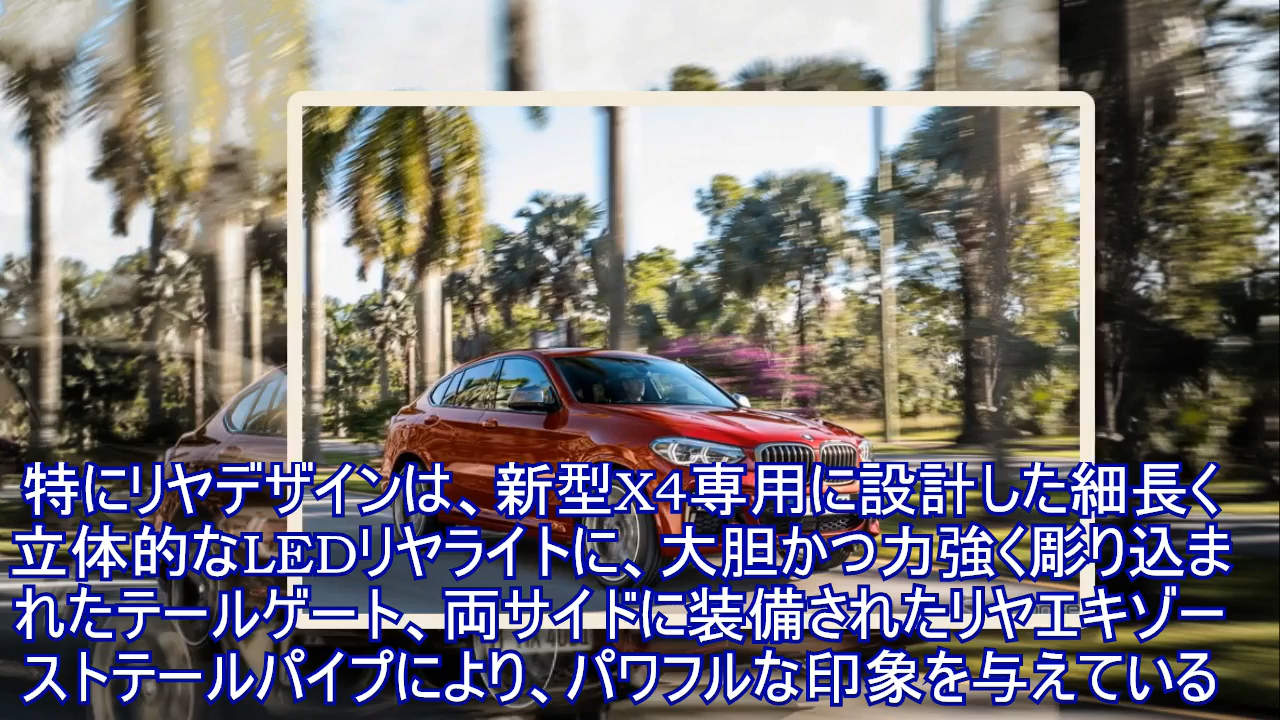 特にリヤデザインは、新型X4専用に設計した細長く
立体的なLEDリヤライトに、大胆かつ力強く彫り込ま
れたテールゲート、両サイドに装備されたリヤエキゾー
ストテールパイプにより、パワフルな印象を与えている